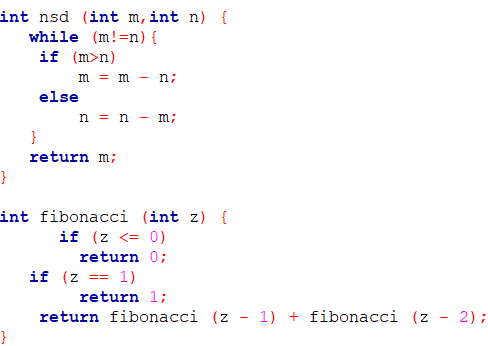 int nsd (int m,int n) {
   while (m!=n){
    if (m>n)
        m = m - n;
    else
        n = n - m;
   }
   return m;
}

int fibonacci (int z) {
      if (z <= 0)
        return 0;
   if (z == 1)
        return 1;
    return fibonacci (z - 1) + fibonacci (z - 2);
}